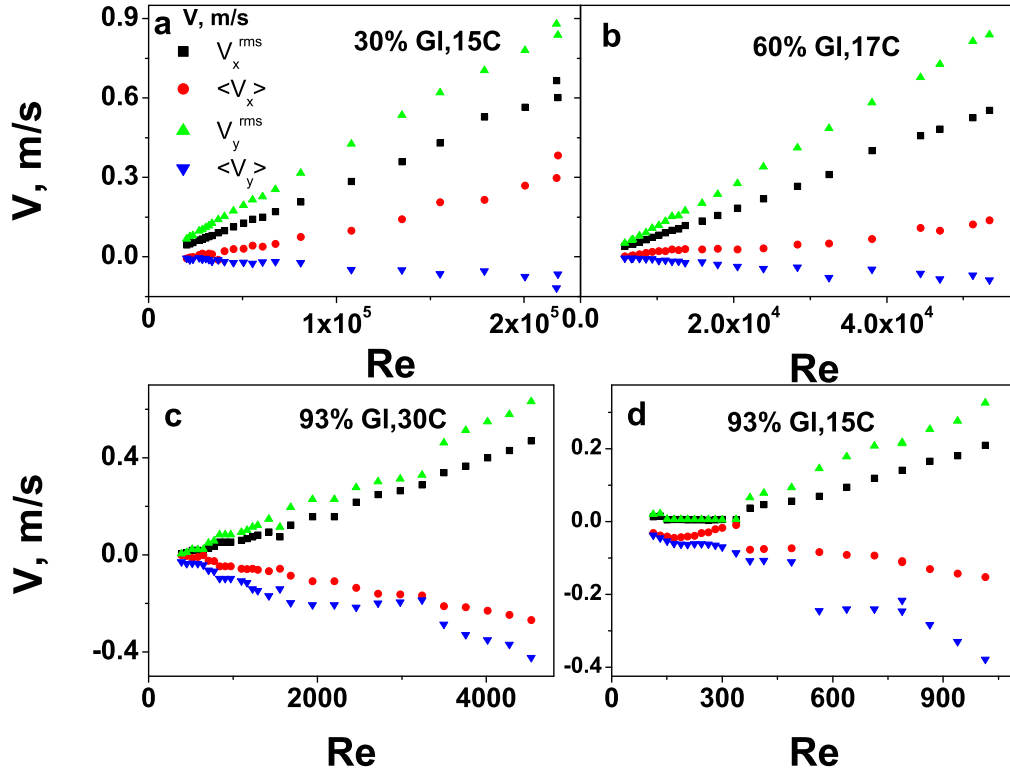 a
V, m/s
30% Gl,15C
V_x^rms
<V_x>
V_y^rms
<V_y>
V, m/s
0.9
0.6
0.3
0.0
0
1x10^5
2x10^5
Re
b
60% Gl,17C
0.0
2.0x10^4
4.0x10^4
Re
c
93% Gl,30C
V, m/s
0.4
0.0
-0.4
0
2000
4000
Re
d
93% Gl,15C
V, m/s
0.2
0.0
-0.2
-0.4
0
300
600
900
Re